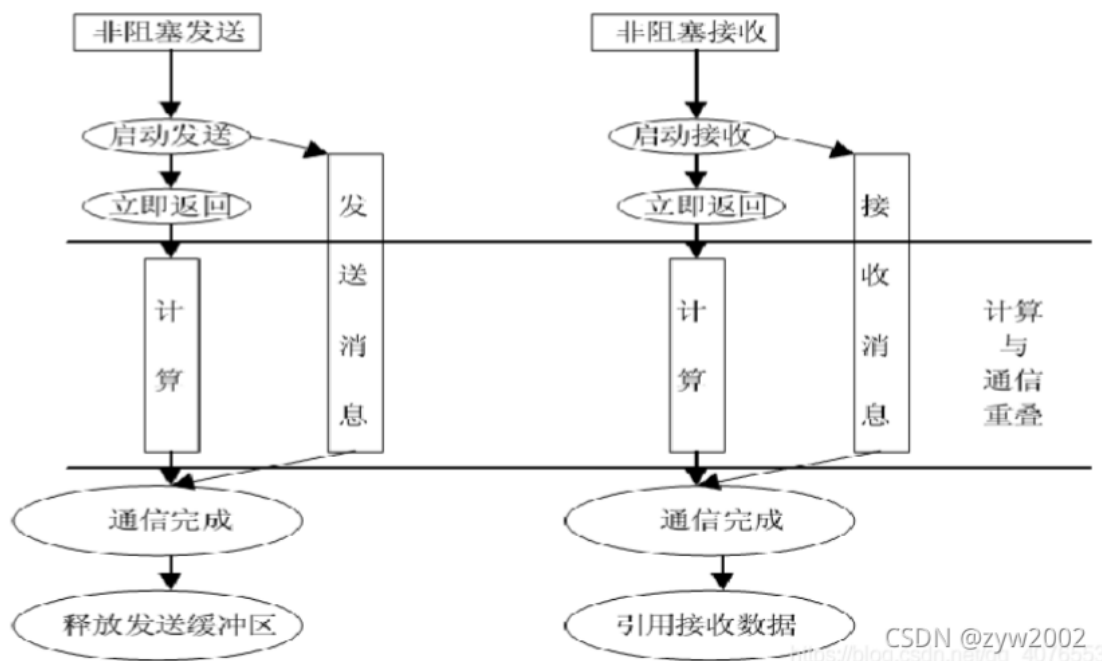 非阻塞发送
启动发送
立即返回
发送消息
计算
通信完成
释放发送缓冲区
非阻塞接收
启动接收
立即返回
接收消息
计算
通信完成
引用接收数据
计算
与
通信
重叠
CSDN @zyw2002